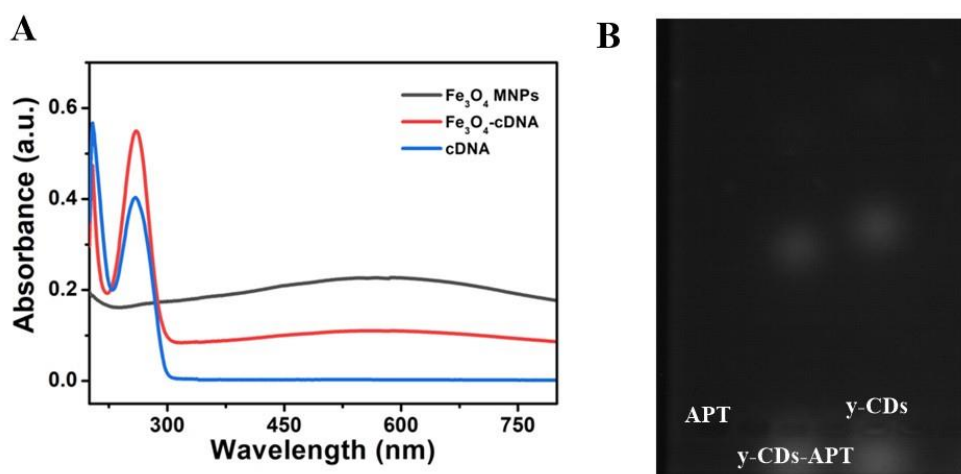 A
Fe₃O₄ MNPs
Fe₃O₄-cDNA
cDNA
Absorbance (a.u.)
0.6
0.4
0.2
0.0
300
450
600
750
Wavelength (nm)
B
APT
y-CDs
y-CDs-APT